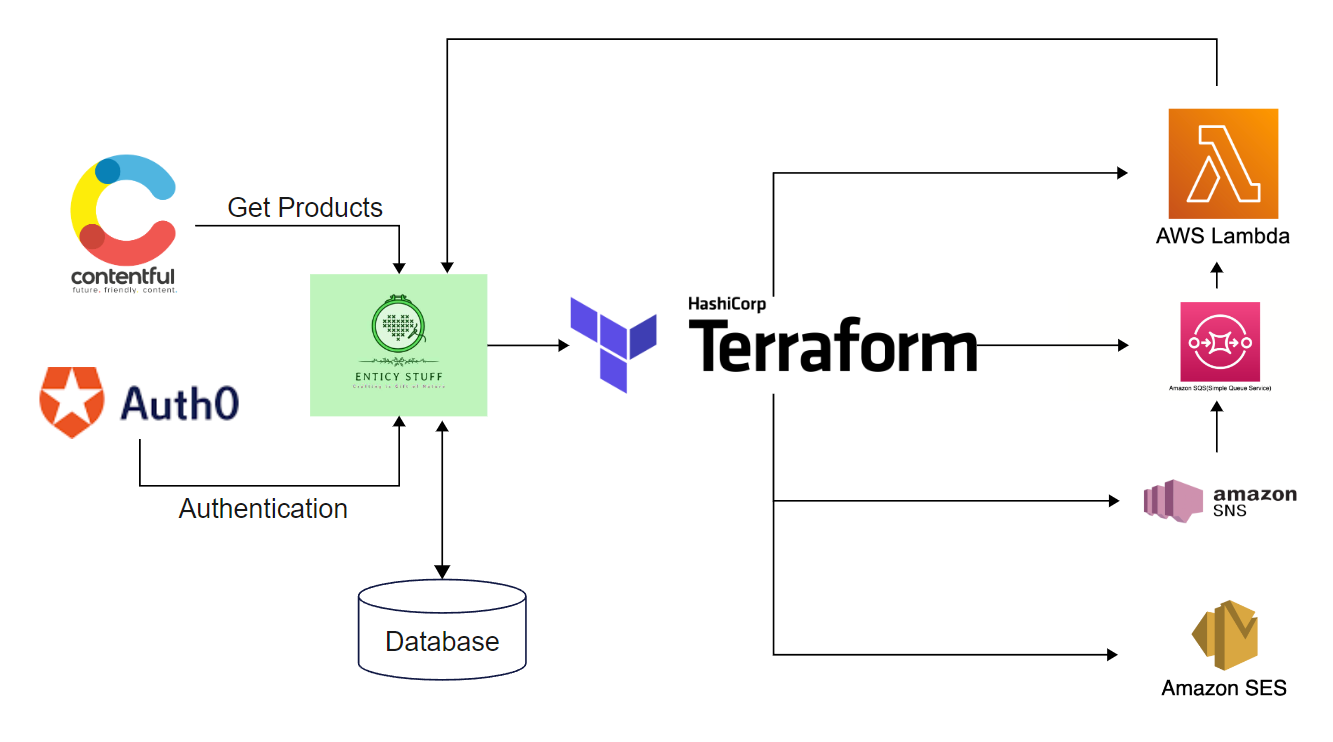 Get Products
contentful
future. friendly. content.
ENTICY STUFF
Crafting is Gift of Nature
Auth0
Authentication
Database
HashiCorp
Terraform
AWS Lambda
Amazon SQS(Simple Queue Service)
amazon
SNS
Amazon SES